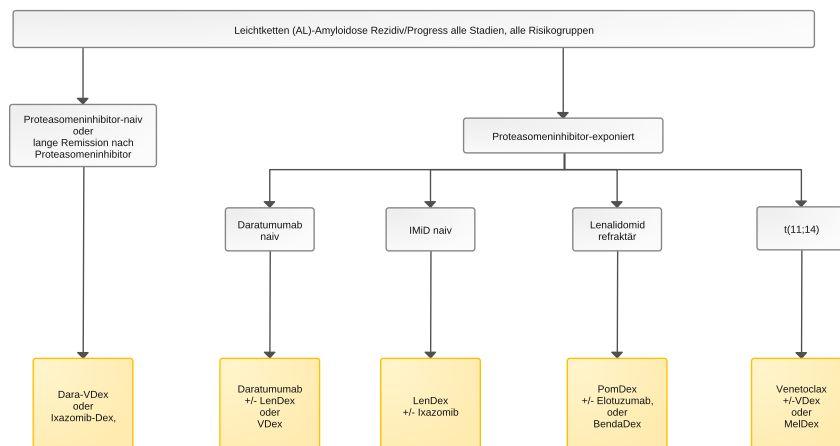 Leichtketten (AL)-Amyloidose Rezidiv/Progress alle Stadien, alle Risikogruppen
Proteasomeninhibitor-naiv
oder
lange Remission nach
Proteasomeninhibitor
Proteasomeninhibitor-exponiert
Daratumumab
naiv
IMiD naiv
Lenalidomid
refraktär
t(11;14)
Dara-VDex
oder
Ixazomib-Dex,
Daratumumab
+/- LenDex
oder
VDex
LenDex
+/- Ixazomib
PomDex
+/- Elotuzumab,
oder
BendaDex
Venetoclax
+/-VDex
oder
MelDex